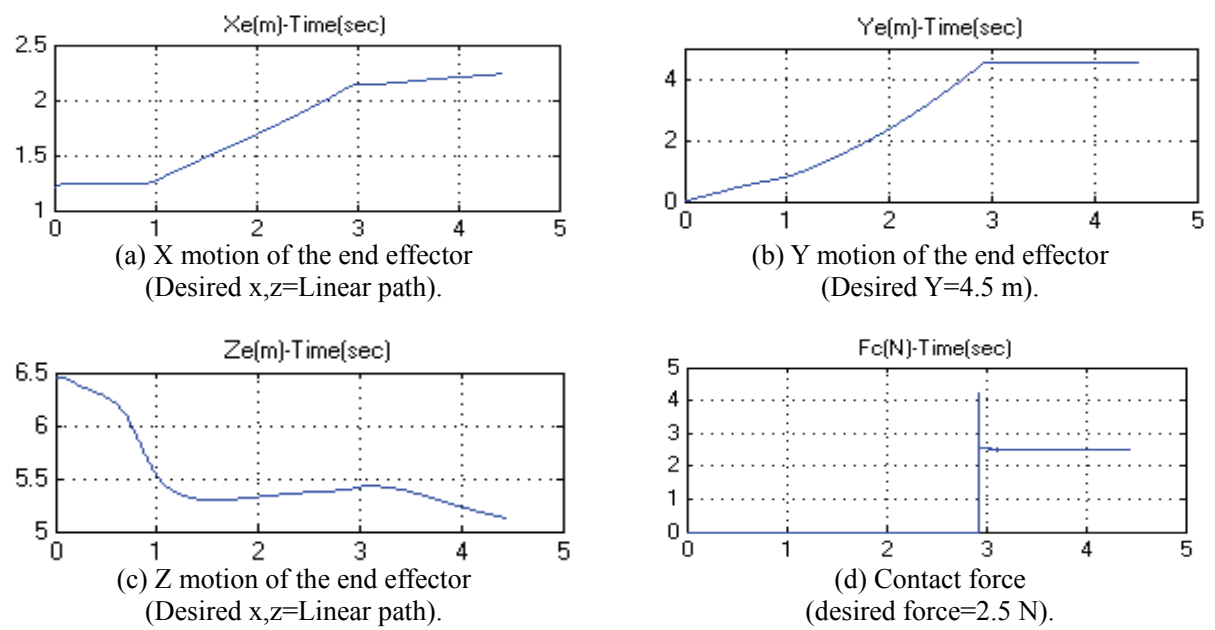 Xe(m)-Time(sec)
2.5
2
1.5
1
0 1 2 3 4 5
(a) X motion of the end effector
(Desired x,z=Linear path).
Ye(m)-Time(sec)
4
2
0
0 1 2 3 4 5
(b) Y motion of the end effector
(Desired Y=4.5 m).
Ze(m)-Time(sec)
6.5
6
5.5
5
0 1 2 3 4 5
(c) Z motion of the end effector
(Desired x,z=Linear path).
Fc(N)-Time(sec)
5
4
3
2
1
0
0 1 2 3 4 5
(d) Contact force
(desired force=2.5 N).